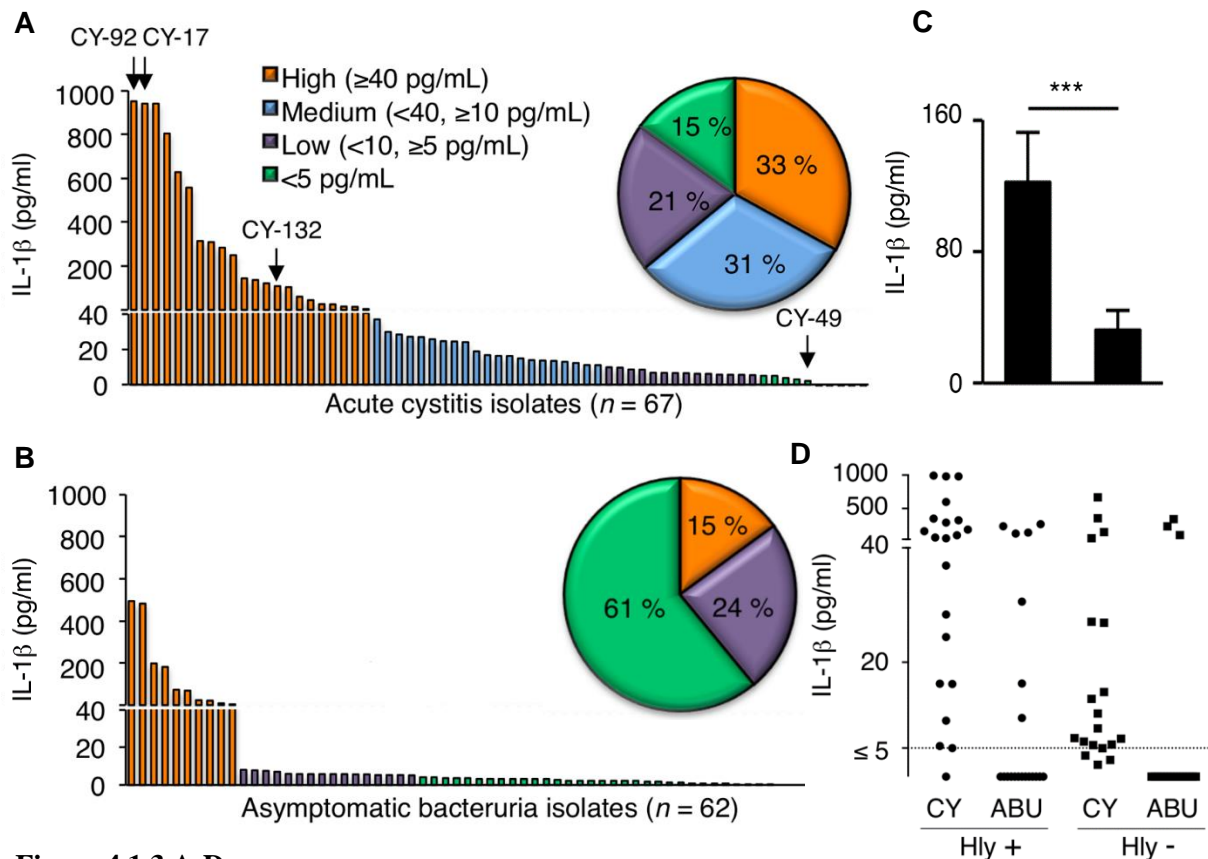 A
CY-92 CY-17
High (≥40 pg/mL)
Medium (<40, ≥10 pg/mL)
Low (<10, ≥5 pg/mL)
<5 pg/mL
IL-1β (pg/ml)
1000
800
600
400
200
40
20
0
CY-132
CY-49
33 %
31 %
21 %
15 %
Acute cystitis isolates (n = 67)
B
IL-1β (pg/ml)
1000
800
600
400
200
40
20
0
15 %
24 %
61 %
Asymptomatic bacteruria isolates (n = 62)
C
***
IL-1β (pg/ml)
160
80
0
D
IL-1β (pg/ml)
1000
500
40
20
≤ 5
CY ABU CY ABU
Hly + Hly -